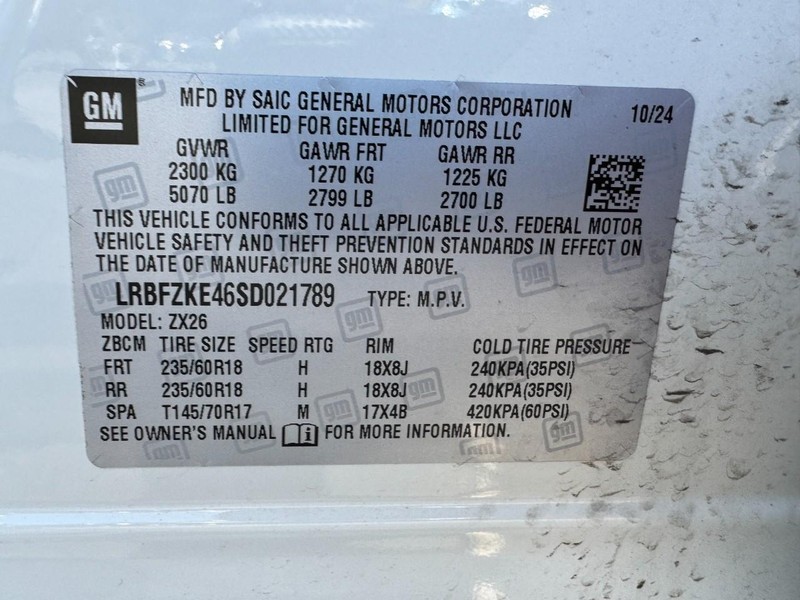 GM
MFD BY SAIC GENERAL MOTORS CORPORATION
LIMITED FOR GENERAL MOTORS LLC
10/24
GVWR GAWR FRT GAWR RR
2300 KG 1270 KG 1225 KG
5070 LB 2799 LB 2700 LB
THIS VEHICLE CONFORMS TO ALL APPLICABLE U.S. FEDERAL MOTOR
VEHICLE SAFETY AND THEFT PREVENTION STANDARDS IN EFFECT ON
THE DATE OF MANUFACTURE SHOWN ABOVE.
LRBFZKE46SD021789 TYPE: M.P.V.
MODEL: ZX26
ZBCM TIRE SIZE SPEED RTG RIM COLD TIRE PRESSURE
FRT 235/60R18 H 18X8J 240KPA(35PSI)
RR 235/60R18 H 18X8J 240KPA(35PSI)
SPA T145/70R17 M 17X4B 420KPA(60PSI)
SEE OWNER'S MANUAL i FOR MORE INFORMATION.